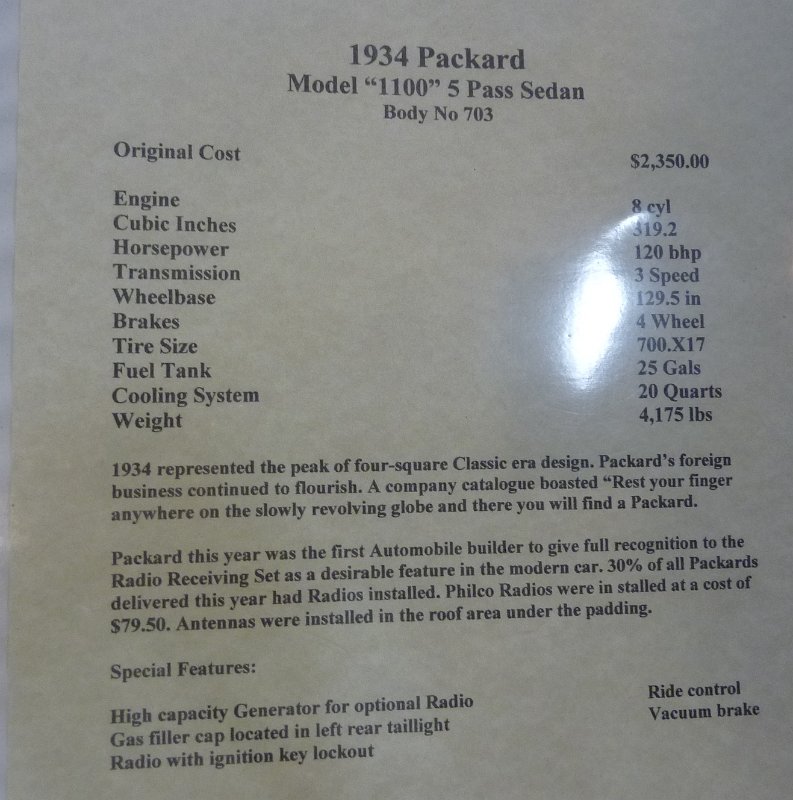 1934 Packard
Model “1100” 5 Pass Sedan
Body No 703
Original Cost $2,350.00
Engine 8 cyl
Cubic Inches 319.2
Horsepower 120 bhp
Transmission 3 Speed
Wheelbase 129.5 in
Brakes 4 Wheel
Tire Size 700.X17
Fuel Tank 25 Gals
Cooling System 20 Quarts
Weight 4,175 lbs
1934 represented the peak of four-square Classic era design. Packard’s foreign
business continued to flourish. A company catalogue boasted “Rest your finger
anywhere on the slowly revolving globe and there you will find a Packard.
Packard this year was the first Automobile builder to give full recognition to the
Radio Receiving Set as a desirable feature in the modern car. 30% of all Packards
delivered this year had Radios installed. Philco Radios were in stalled at a cost of
$79.50. Antennas were installed in the roof area under the padding.
Special Features:
High capacity Generator for optional Radio Ride control
Gas filler cap located in left rear taillight Vacuum brake
Radio with ignition key lockout